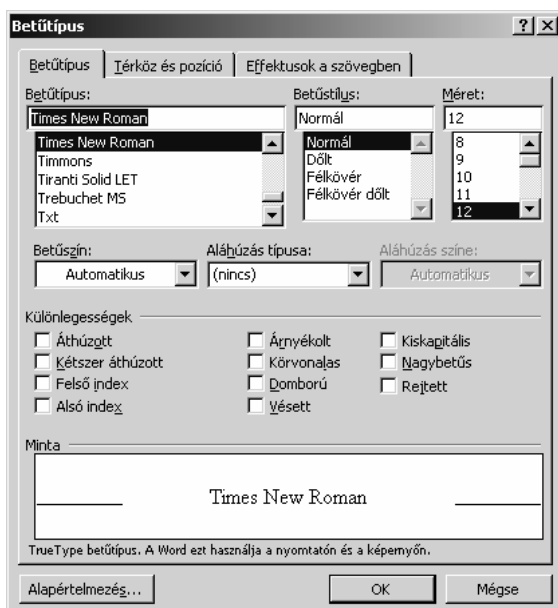 Betűtípus
Betűtípus Térköz és pozíció Effektusok a szövegben
Betűtípus: Betűstílus: Méret:
Times New Roman Normál 12
Times New Roman Normál 8
Timmons Dőlt 9
Tiranti Solid LET Félkövér 10
Trebuchet MS Félkövér dőlt 11
Txt 12
Betűszín: Aláhúzás típusa: Aláhúzás színe:
Automatikus (nincs) Automatikus
Különlegességek
Áthúzott Árnyékolt Kiskapitális
Kétszer áthúzott Körvonalas Nagybetűs
Felső index Domború Rejtett
Alsó index Vésett
Minta
Times New Roman
TrueType betűtípus. A Word ezt használja a nyomtatón és a képernyőn.
Alapértelmezés... OK Mégse